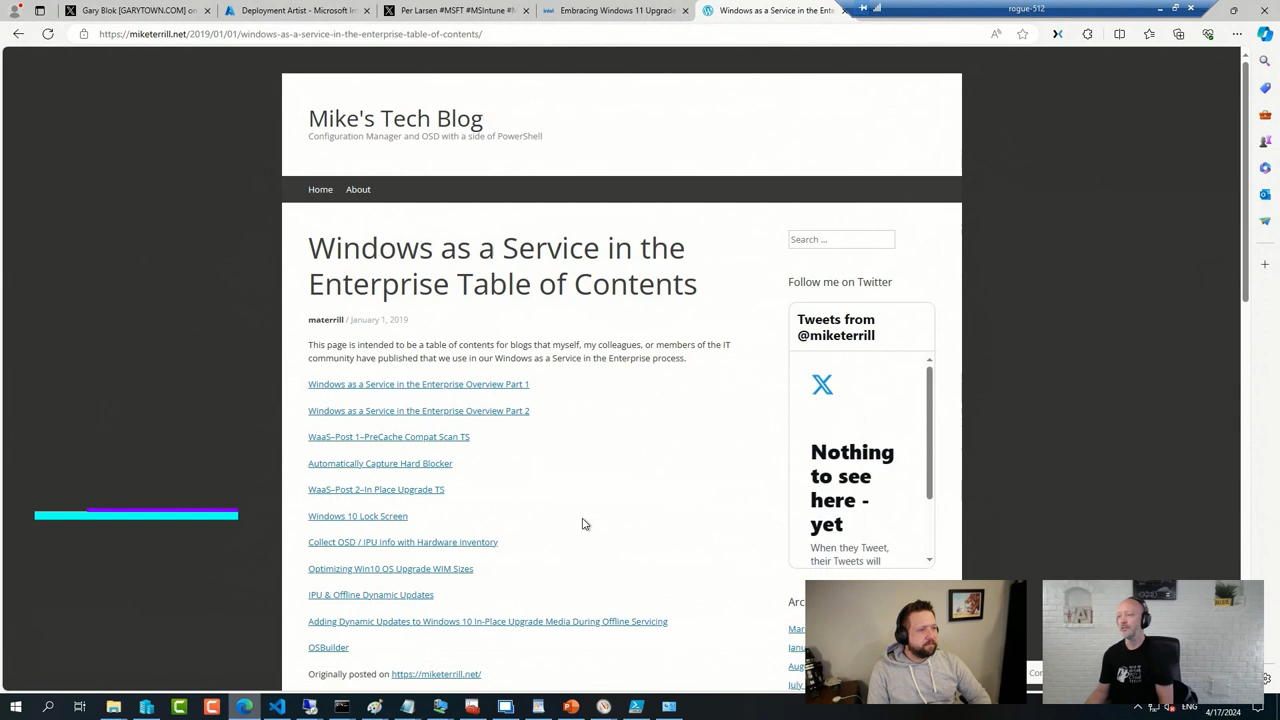 Gary Blok [GARYTOWN.COM] on
Deployment Artist - Microsoft Int
Per Larsen #MSFT #MSIntune #M
Embracing Windows 11 Upgrade
Windows as a Service in the Ente
rogue-512
https://miketerrill.net/2019/01/01/windows-as-a-service-in-the-enterprise-table-of-contents/
Mike's Tech Blog
Configuration Manager and OSD with a side of PowerShell
Home About
Windows as a Service in the
Enterprise Table of Contents
materrill / January 1, 2019
This page is intended to be a table of contents for blogs that myself, my colleagues, or members of the IT
community have published that we use in our Windows as a Service in the Enterprise process.
Windows as a Service in the Enterprise Overview Part 1
Windows as a Service in the Enterprise Overview Part 2
WaaS–Post 1–PreCache Compat Scan TS
Automatically Capture Hard Blocker
WaaS–Post 2–In Place Upgrade TS
Windows 10 Lock Screen
Collect OSD / IPU Info with Hardware Inventory
Optimizing Win10 OS Upgrade WIM Sizes
IPU & Offline Dynamic Updates
Adding Dynamic Updates to Windows 10 In-Place Upgrade Media During Offline Servicing
OSBuilder
Originally posted on https://miketerrill.net/
Search ...
Follow me on Twitter
Tweets from
@miketerrill
Nothing
to see
here -
yet
When they Tweet,
their Tweets will
Arc
Mar
Janu
Aug
July
Con
ENG
4/17/2024